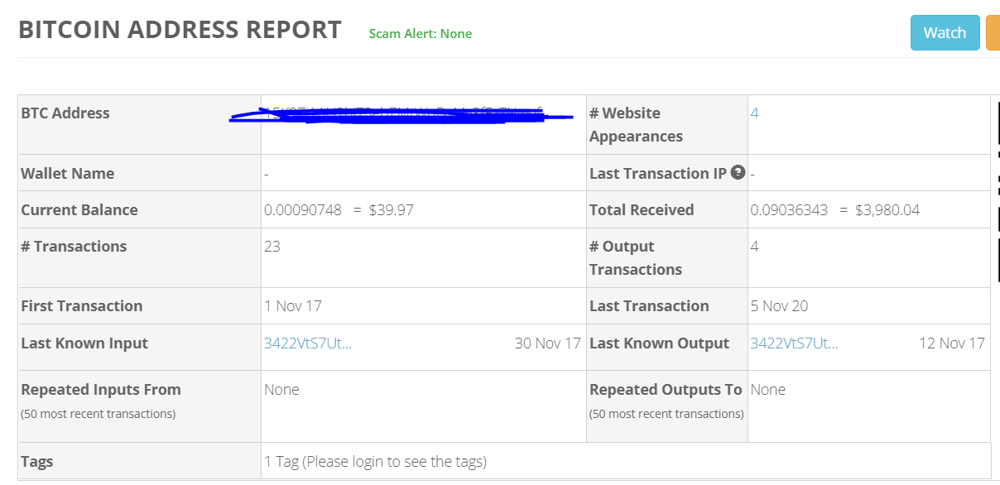 BITCOIN ADDRESS REPORT Scam Alert: None Watch
BTC Address # Website Appearances 4
Wallet Name - Last Transaction IP ? -
Current Balance 0.00090748 = $39.97 Total Received 0.09036343 = $3,980.04
# Transactions 23 # Output Transactions 4
First Transaction 1 Nov 17 Last Transaction 5 Nov 20
Last Known Input 3422VtS7Ut... 30 Nov 17 Last Known Output 3422VtS7Ut... 12 Nov 17
Repeated Inputs From None Repeated Outputs To None
(50 most recent transactions) (50 most recent transactions)
Tags 1 Tag (Please login to see the tags)